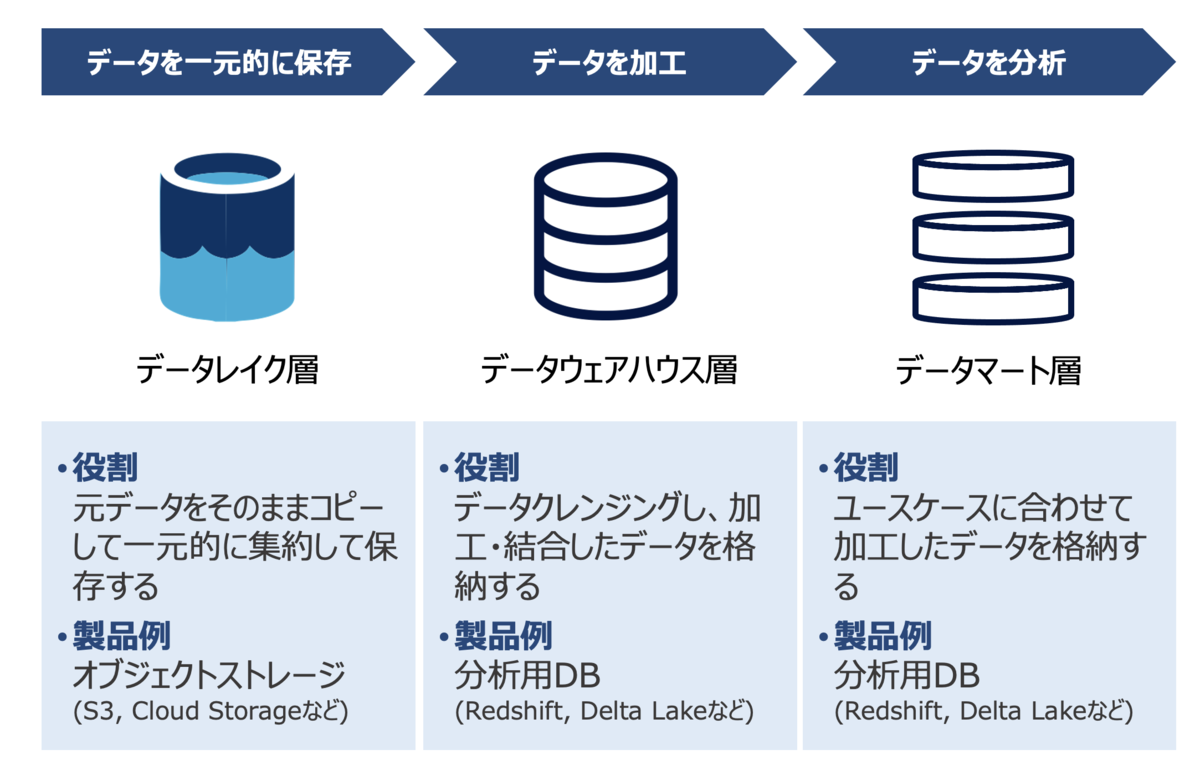 データを一元的に保存
データを加工
データを分析
データレイク層
データウェアハウス層
データマート層
・役割
元データをそのままコピー
して一元的に集約して保
存する
・製品例
オブジェクトストレージ
(S3, Cloud Storageなど)
・役割
データクレンジングし、加
工・結合したデータを格
納する
・製品例
分析用DB
(Redshift, Delta Lakeなど)
・役割
ユースケースに合わせて
加工したデータを格納す
る
・製品例
分析用DB
(Redshift, Delta Lakeなど)